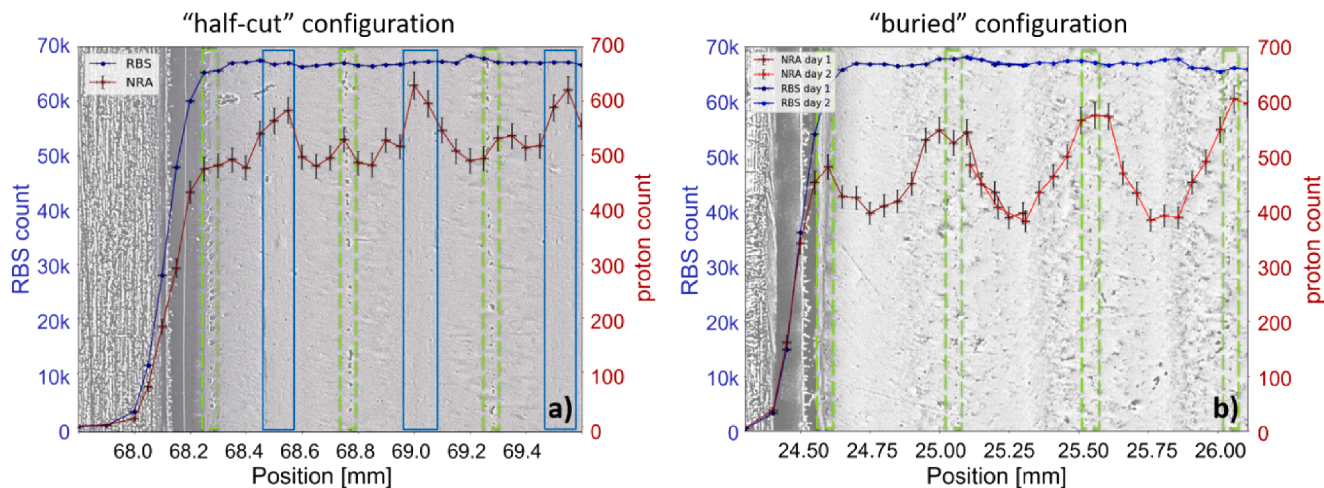 “half-cut” configuration
“buried” configuration
70k
60k
50k
40k
30k
20k
10k
0
RBS count
RBS
NRA
700
600
500
400
300
200
100
0
proton count
68.0
68.2
68.4
68.6
68.8
69.0
69.2
69.4
Position [mm]
a)
70k
60k
50k
40k
30k
20k
10k
0
RBS count
NRA day 1
NRA day 2
RBS day 1
RBS day 2
700
600
500
400
300
200
100
0
proton count
24.50
24.75
25.00
25.25
25.50
25.75
26.00
Position [mm]
b)